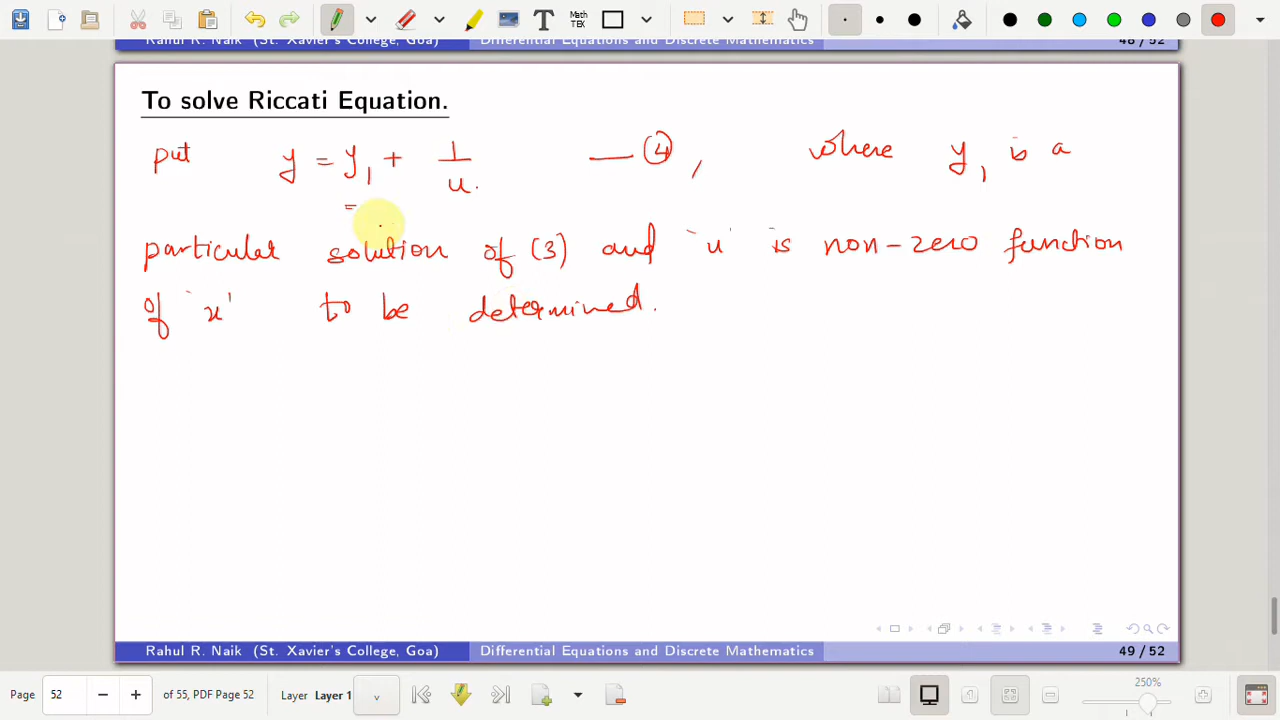 Math
TEX
Rahul R. Naik (St. Xavier's College, Goa) Differential Equations and Discrete Mathematics 48 / 52
To solve Riccati Equation.
put y = y₁ + 1/u. — ④, where y₁ is a
=
particular solution of (3) and 'u' is non-zero function
of 'x' to be determined.
Rahul R. Naik (St. Xavier's College, Goa) Differential Equations and Discrete Mathematics 49 / 52
Page 52 of 55, PDF Page 52 Layer Layer 1 250%